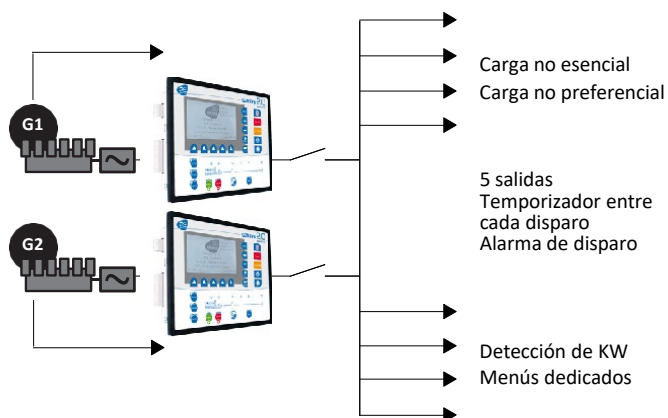 Carga no esencial
G1
Carga no preferencial
5 salidas
Temporizador entre
cada disparo
Alarma de disparo
G2
Detección de KW
Menús dedicados